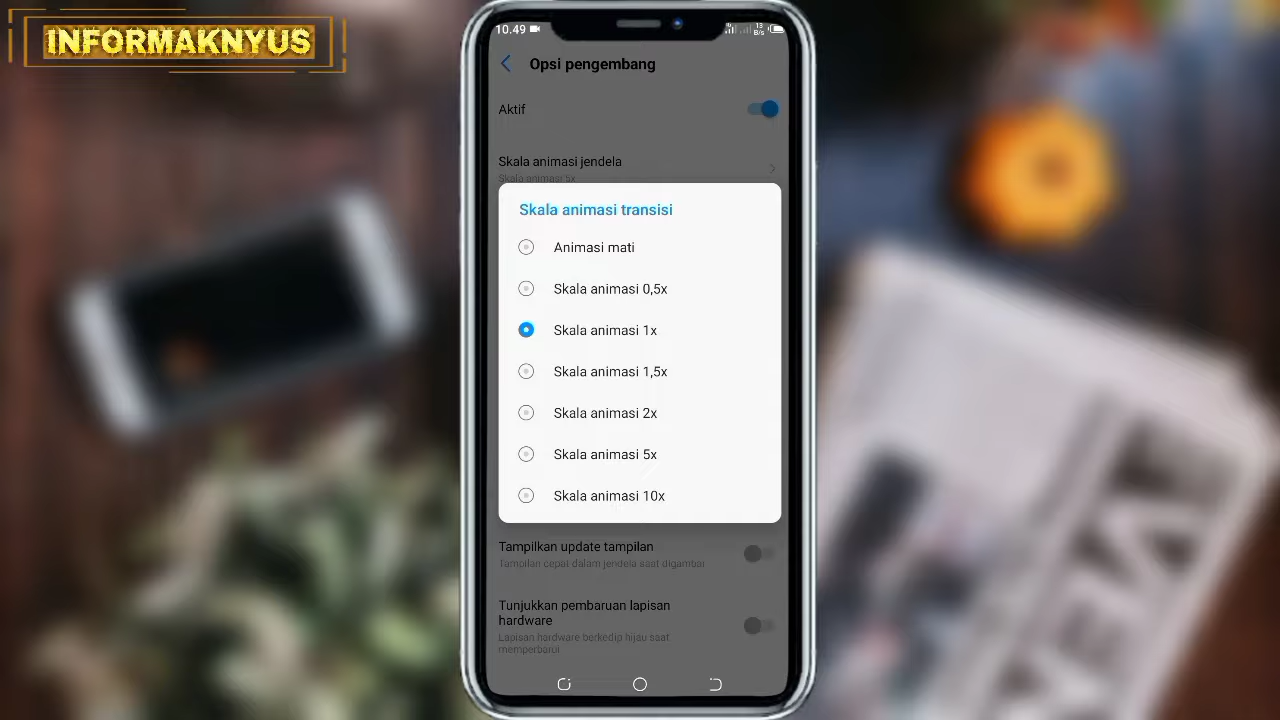 INFORMAKNYUS
10.49
13
B/s
Opsi pengembang
Aktif
Skala animasi jendela
Skala animasi 5x
Skala animasi transisi
Animasi mati
Skala animasi 0,5x
Skala animasi 1x
Skala animasi 1,5x
Skala animasi 2x
Skala animasi 5x
Skala animasi 10x
Tampilkan update tampilan
Tampilan cepat dalam jendela saat digambar
Tunjukkan pembaruan lapisan
hardware
Lapisan hardware berkedip hijau saat
memperbarui